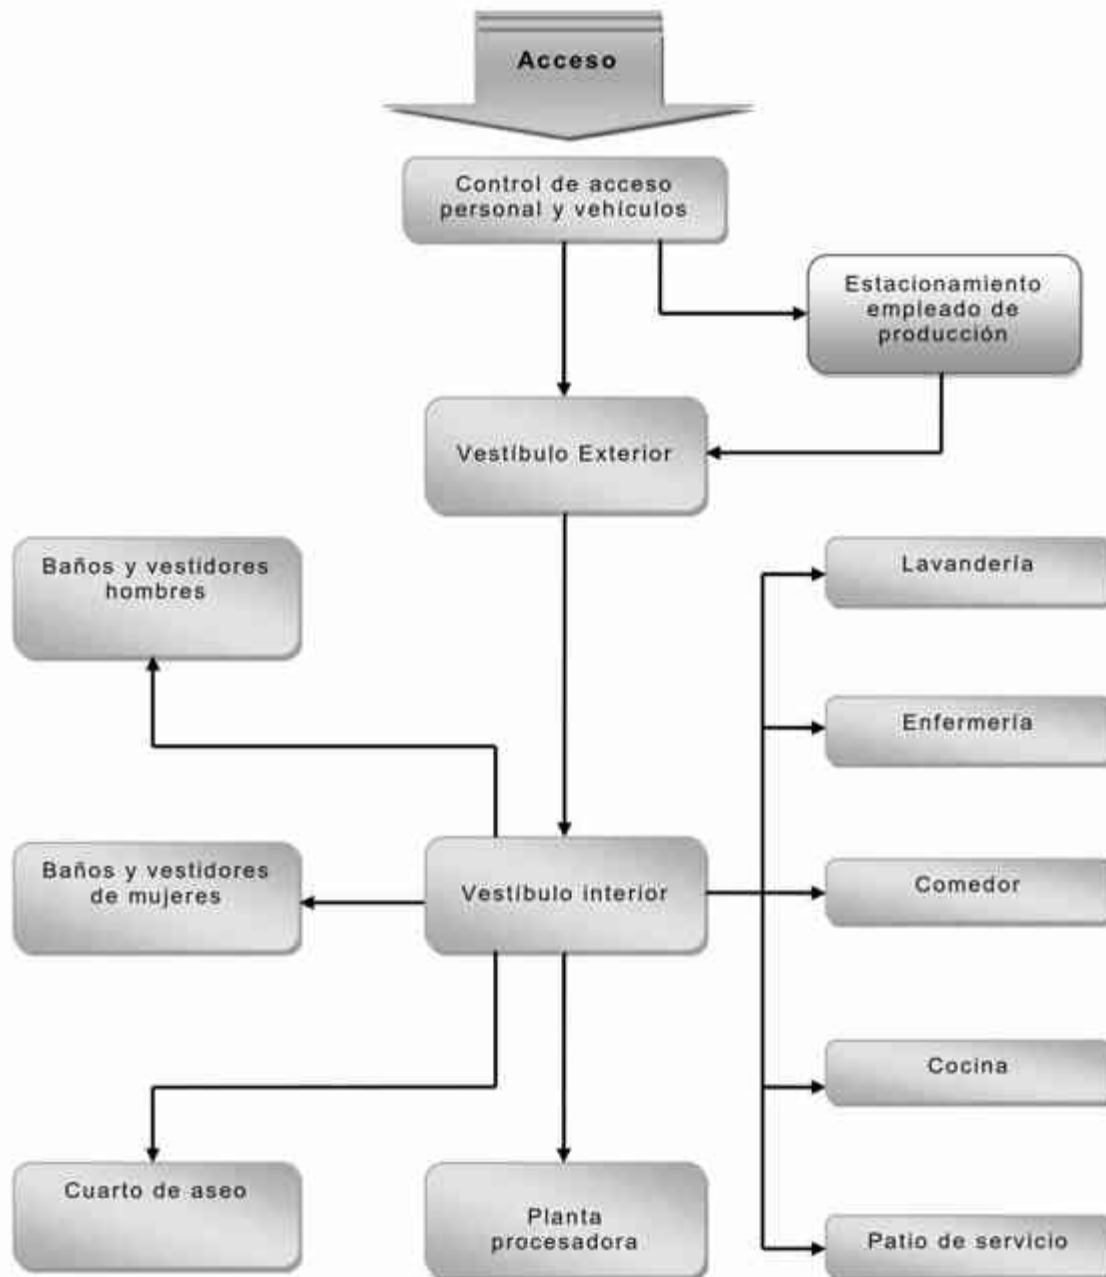 Acceso
Control de acceso
personal y vehículos
Estacionamiento
empleado de
producción
Vestíbulo Exterior
Baños y vestidores
hombres
Lavandería
Enfermería
Baños y vestidores
de mujeres
Vestíbulo interior
Comedor
Cocina
Cuarto de aseo
Planta
procesadora
Patio de servicio